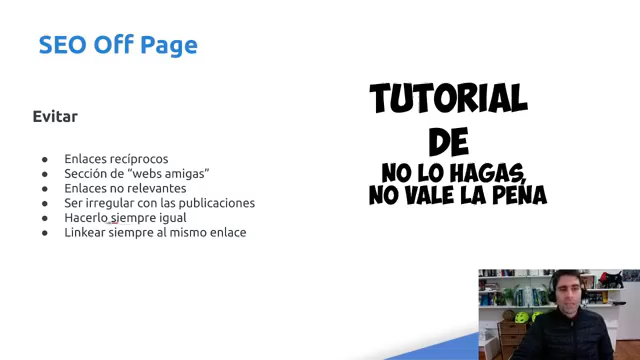 SEO Off Page
Evitar
Enlaces recíprocos
Sección de “webs amigas”
Enlaces no relevantes
Ser irregular con las publicaciones
Hacerlo siempre igual
Linkear siempre al mismo enlace
TUTORIAL
DE
NO LO HAGAS,
NO VALE LA PEÑA